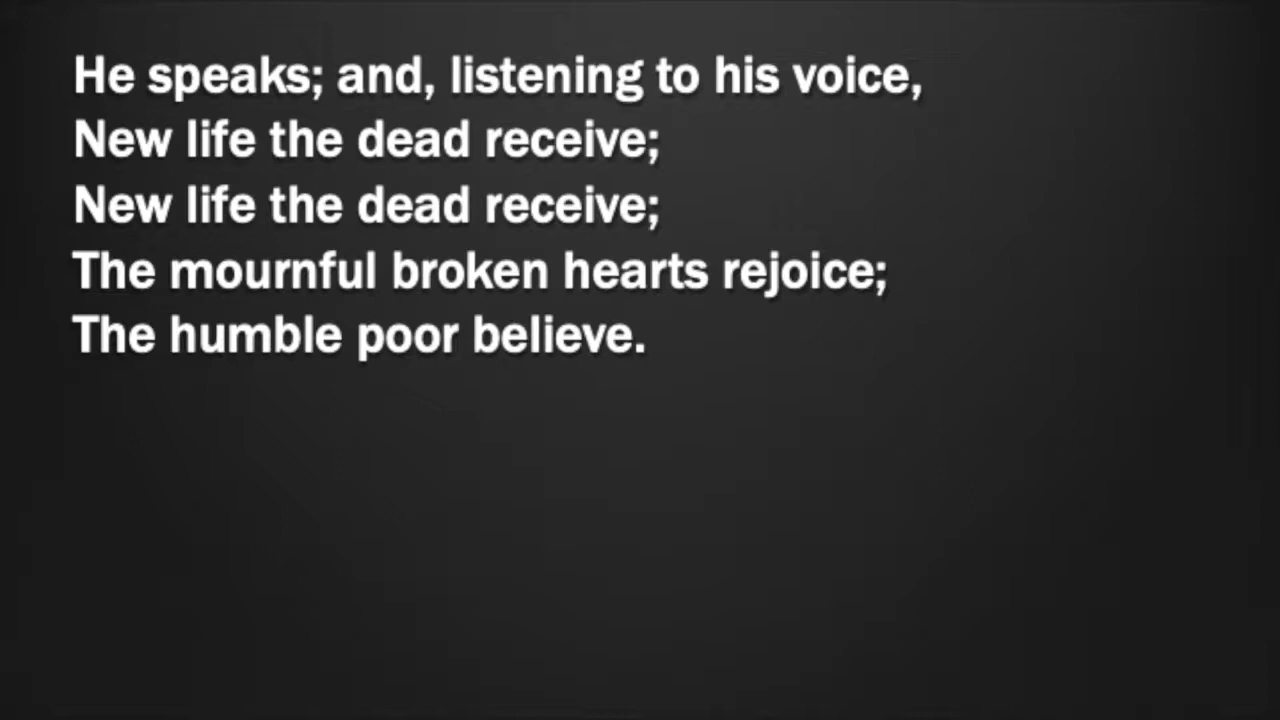 He speaks; and, listening to his voice,
New life the dead receive;
New life the dead receive;
The mournful broken hearts rejoice;
The humble poor believe.